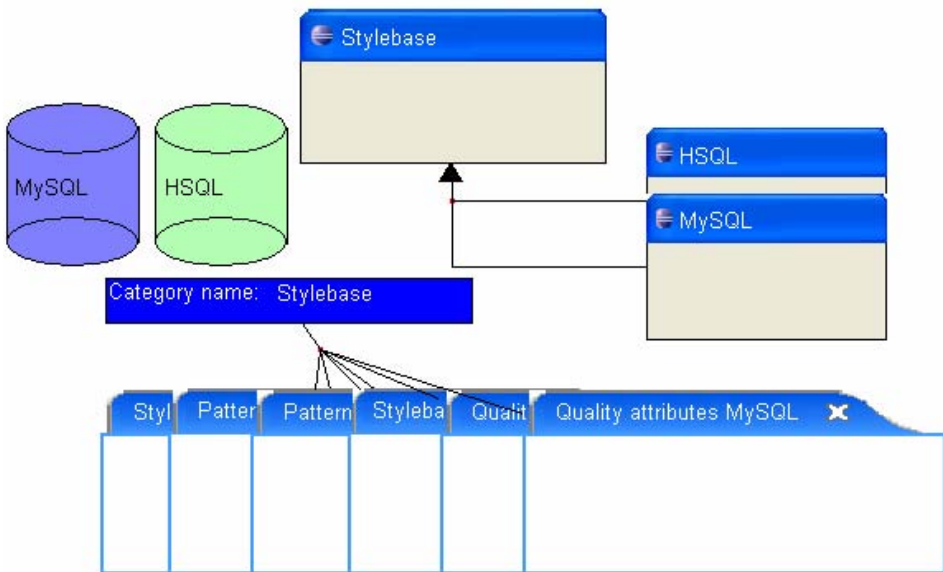 Stylebase
HSQL
MySQL
MySQL
HSQL
Category name: Stylebase
Styl
Patter
Pattern
Styleba
Qualit
Quality attributes MySQL